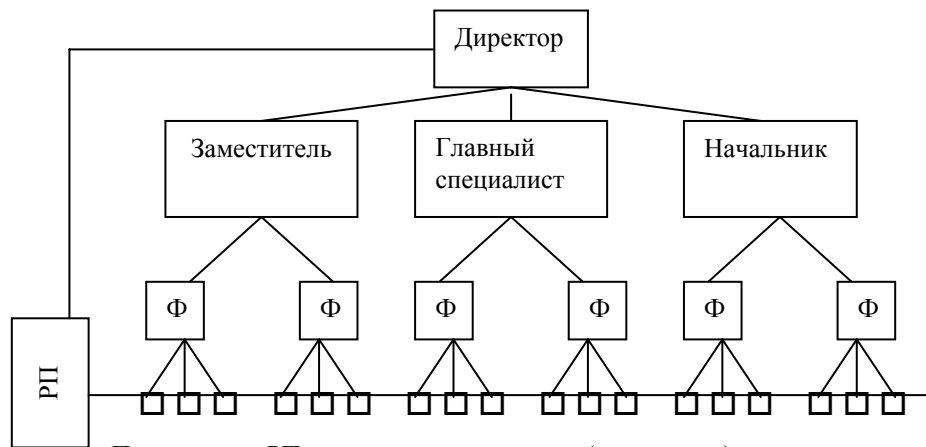 Директор
Заместитель
Главный
специалист
Начальник
Ф Ф Ф Ф Ф Ф
РП